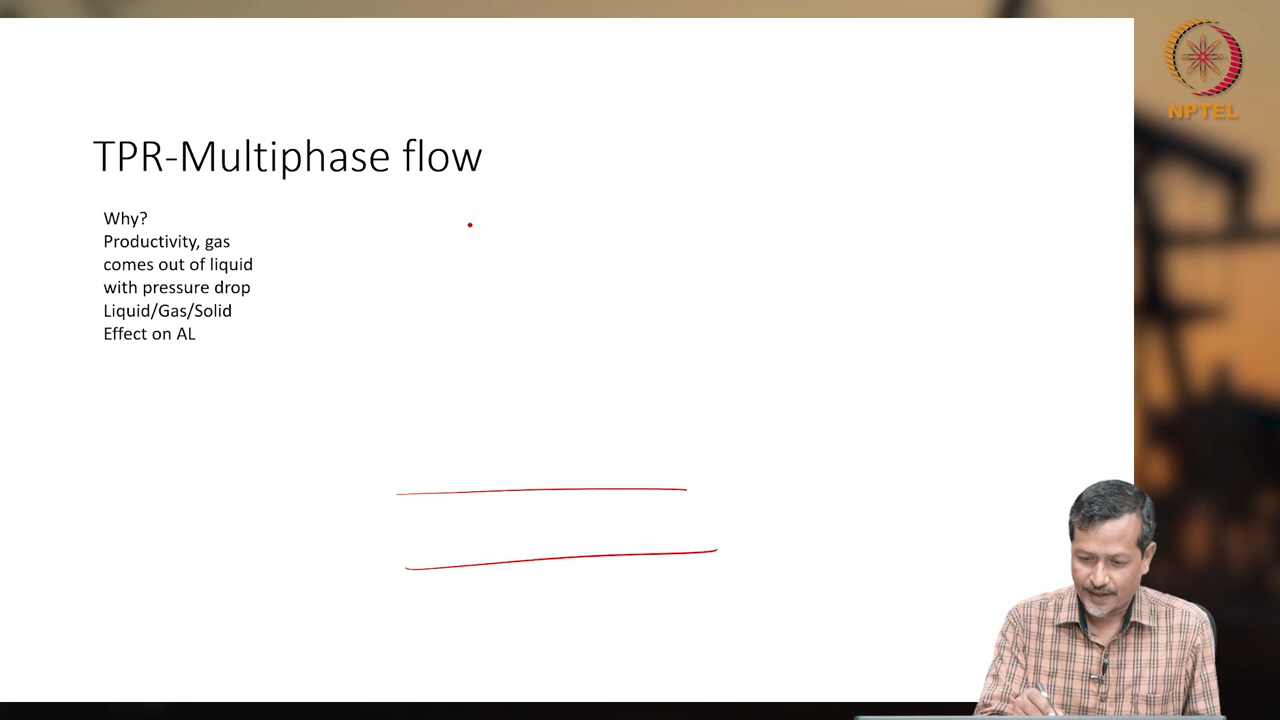 NPTEL
TPR-Multiphase flow
Why?
Productivity, gas
comes out of liquid
with pressure drop
Liquid/Gas/Solid
Effect on AL